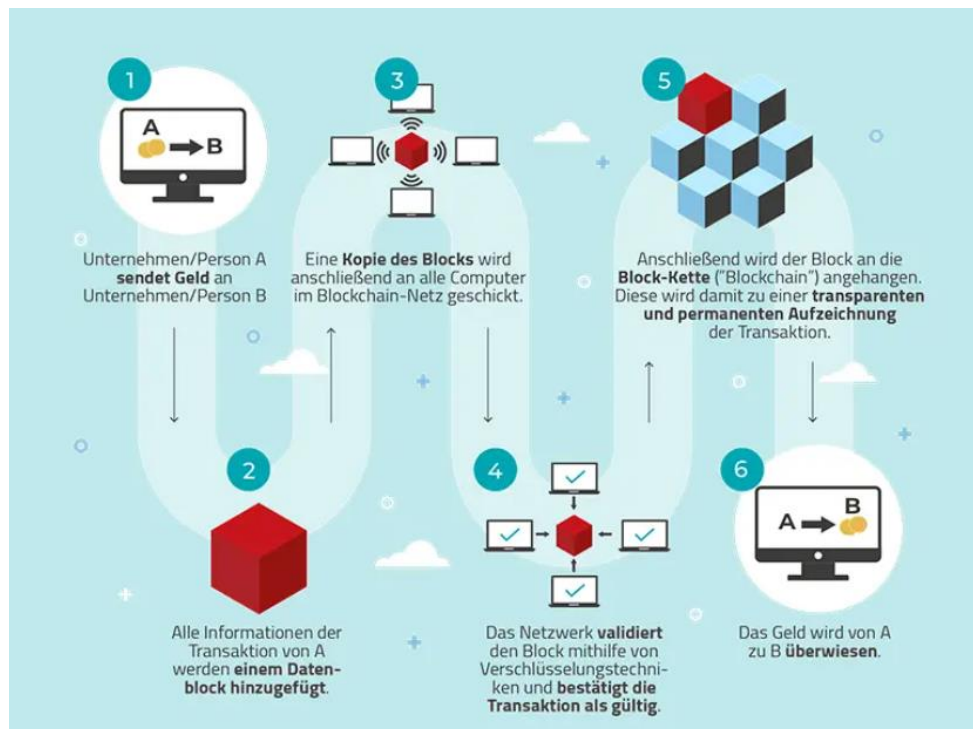 1
A
B
Unternehmen/Person A
sendet Geld an
Unternehmen/Person B
2
Alle Informationen der
Transaktion von A
werden einem Daten-
block hinzugefügt.
3
Eine Kopie des Blocks wird
anschließend an alle Computer
im Blockchain-Netz geschickt.
4
Das Netzwerk validiert
den Block mithilfe von
Verschlüsselungstechni-
ken und bestätigt die
Transaktion als gültig.
5
Anschließend wird der Block an die
Block-Kette ("Blockchain") angehangen.
Diese wird damit zu einer transparenten
und permanenten Aufzeichnung
der Transaktion.
6
A
B
Das Geld wird von A
zu B überwiesen.